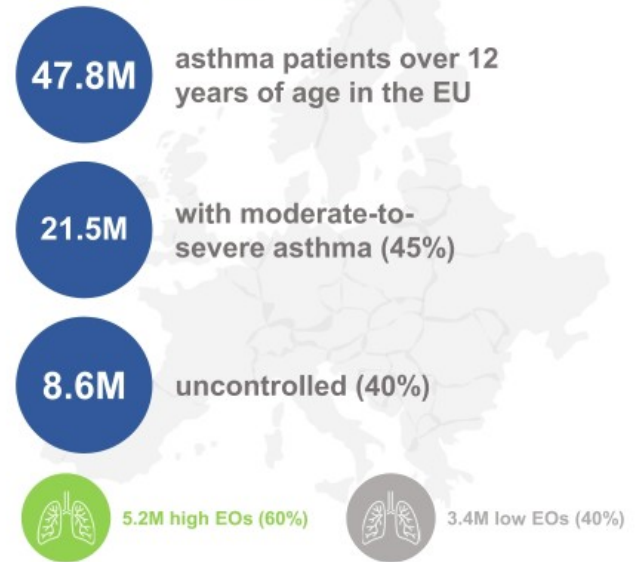 47.8M
asthma patients over 12
years of age in the EU
21.5M
with moderate-to-
severe asthma (45%)
8.6M
uncontrolled (40%)
5.2M high EOs (60%)
3.4M low EOs (40%)